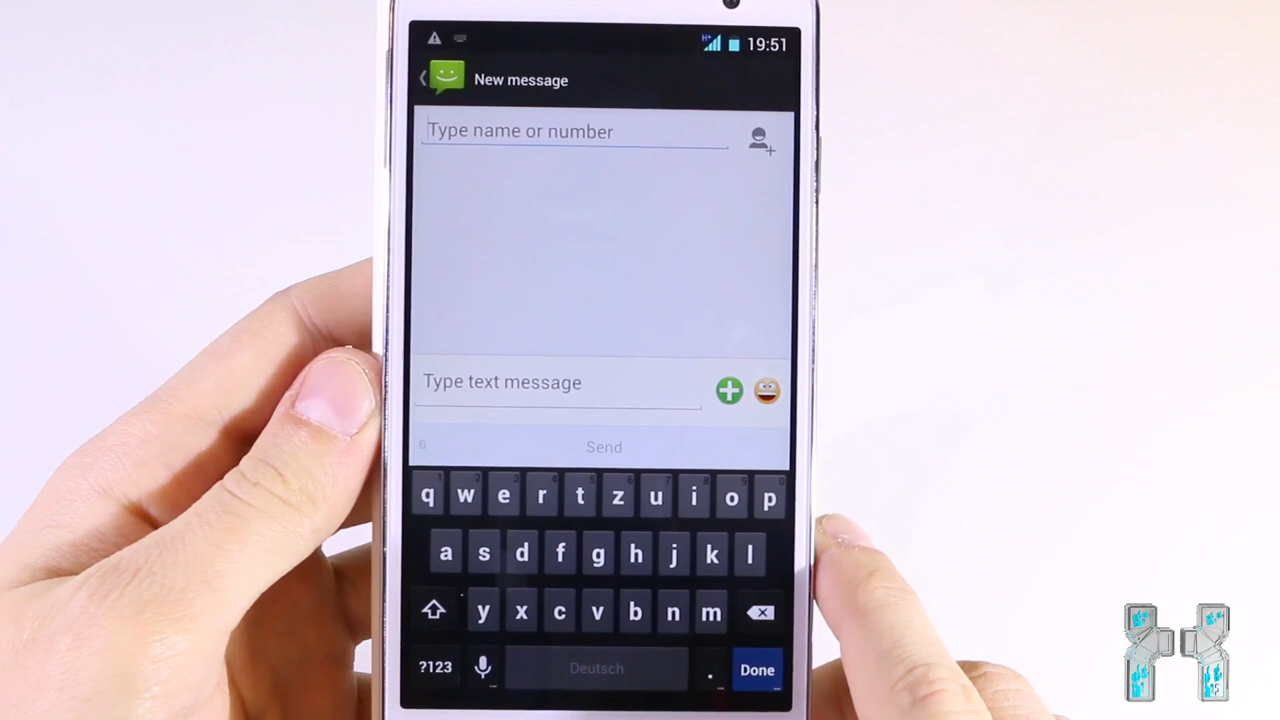 H+ 19:51
New message
Type name or number
Type text message
Send
q w e r t z u i o p
a s d f g h j k l
y x c v b n m
?123 Deutsch . Done